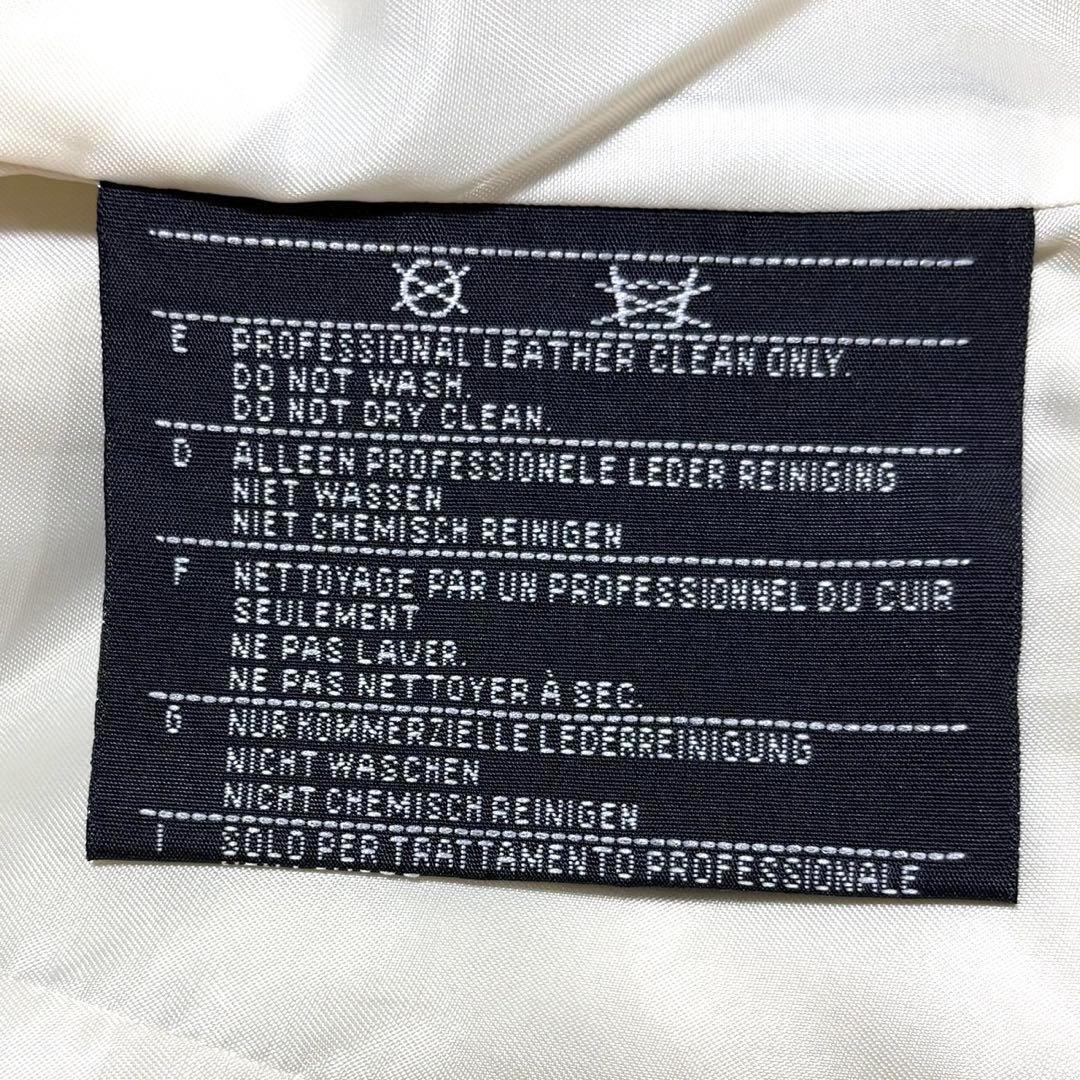 E PROFESSIONAL LEATHER CLEAN ONLY.
DO NOT WASH.
DO NOT DRY CLEAN.
D ALLEEN PROFESSIONELE LEDER REINIGING
NIET WASSEN
NIET CHEMISCH REINIGEN
F NETTOYAGE PAR UN PROFESSIONNEL DU CUIR
SEULEMENT
NE PAS LAVER.
NE PAS NETTOYER À SEC.
G NUR KOMMERZIELLE LEDERREINIGUNG
NICHT WASCHEN
NICHT CHEMISCH REINIGEN
I SOLO PER TRATTAMENTO PROFESSIONALE